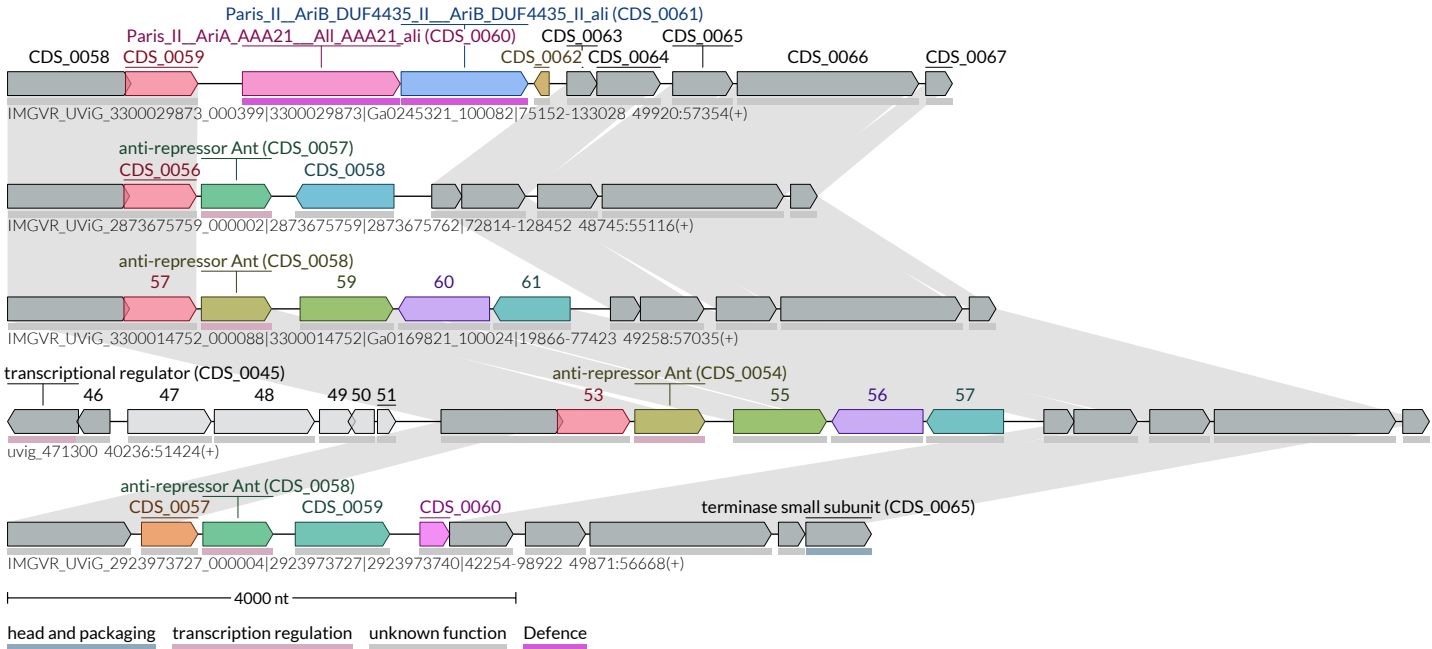 Paris_II__AriB_DUF4435_II__AriB_DUF4435_II_ali (CDS_0061)
Paris_II__AriA_AAA21__AII_AAA21_ali (CDS_0060) CDS_0063 CDS_0065
CDS_0058 CDS_0059 CDS_0062 CDS_0064 CDS_0066 CDS_0067
IMGVR_UViG_3300029873_000399|3300029873|Ga0245321_100082|75152-133028 49920:57354(+)
anti-repressor Ant (CDS_0057)
CDS_0056 CDS_0058
IMGVR_UViG_2873675759_000002|2873675759|2873675762|72814-128452 48745:55116(+)
anti-repressor Ant (CDS_0058)
57 59 60 61
IMGVR_UViG_3300014752_000088|3300014752|Ga0169821_100024|19866-77423 49258:57035(+)
transcriptional regulator (CDS_0045) anti-repressor Ant (CDS_0054)
46 47 48 49 50 51 53 55 56 57
uvig_471300 40236:51424(+)
anti-repressor Ant (CDS_0058)
CDS_0057 CDS_0059 CDS_0060 terminase small subunit (CDS_0065)
IMGVR_UViG_2923973727_000004|2923973727|2923973740|42254-98922 49871:56668(+)
4000 nt
head and packaging transcription regulation unknown function Defence